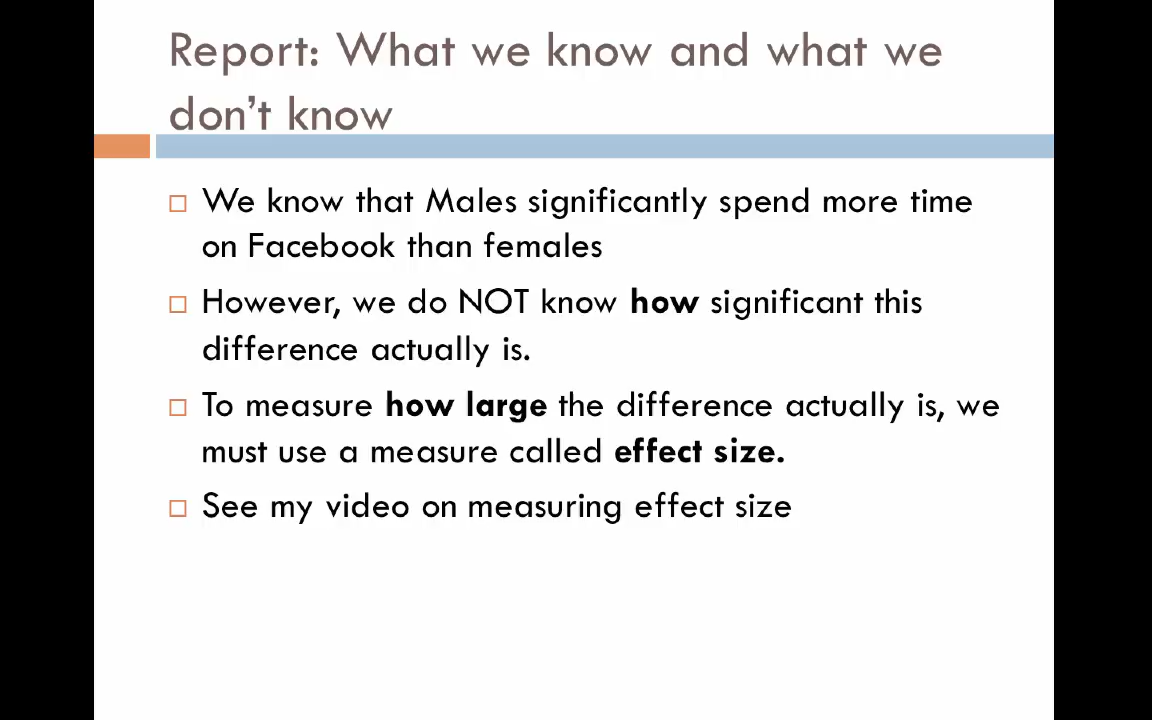 Report: What we know and what we
don't know
We know that Males significantly spend more time
on Facebook than females
However, we do NOT know how significant this
difference actually is.
To measure how large the difference actually is, we
must use a measure called effect size.
See my video on measuring effect size